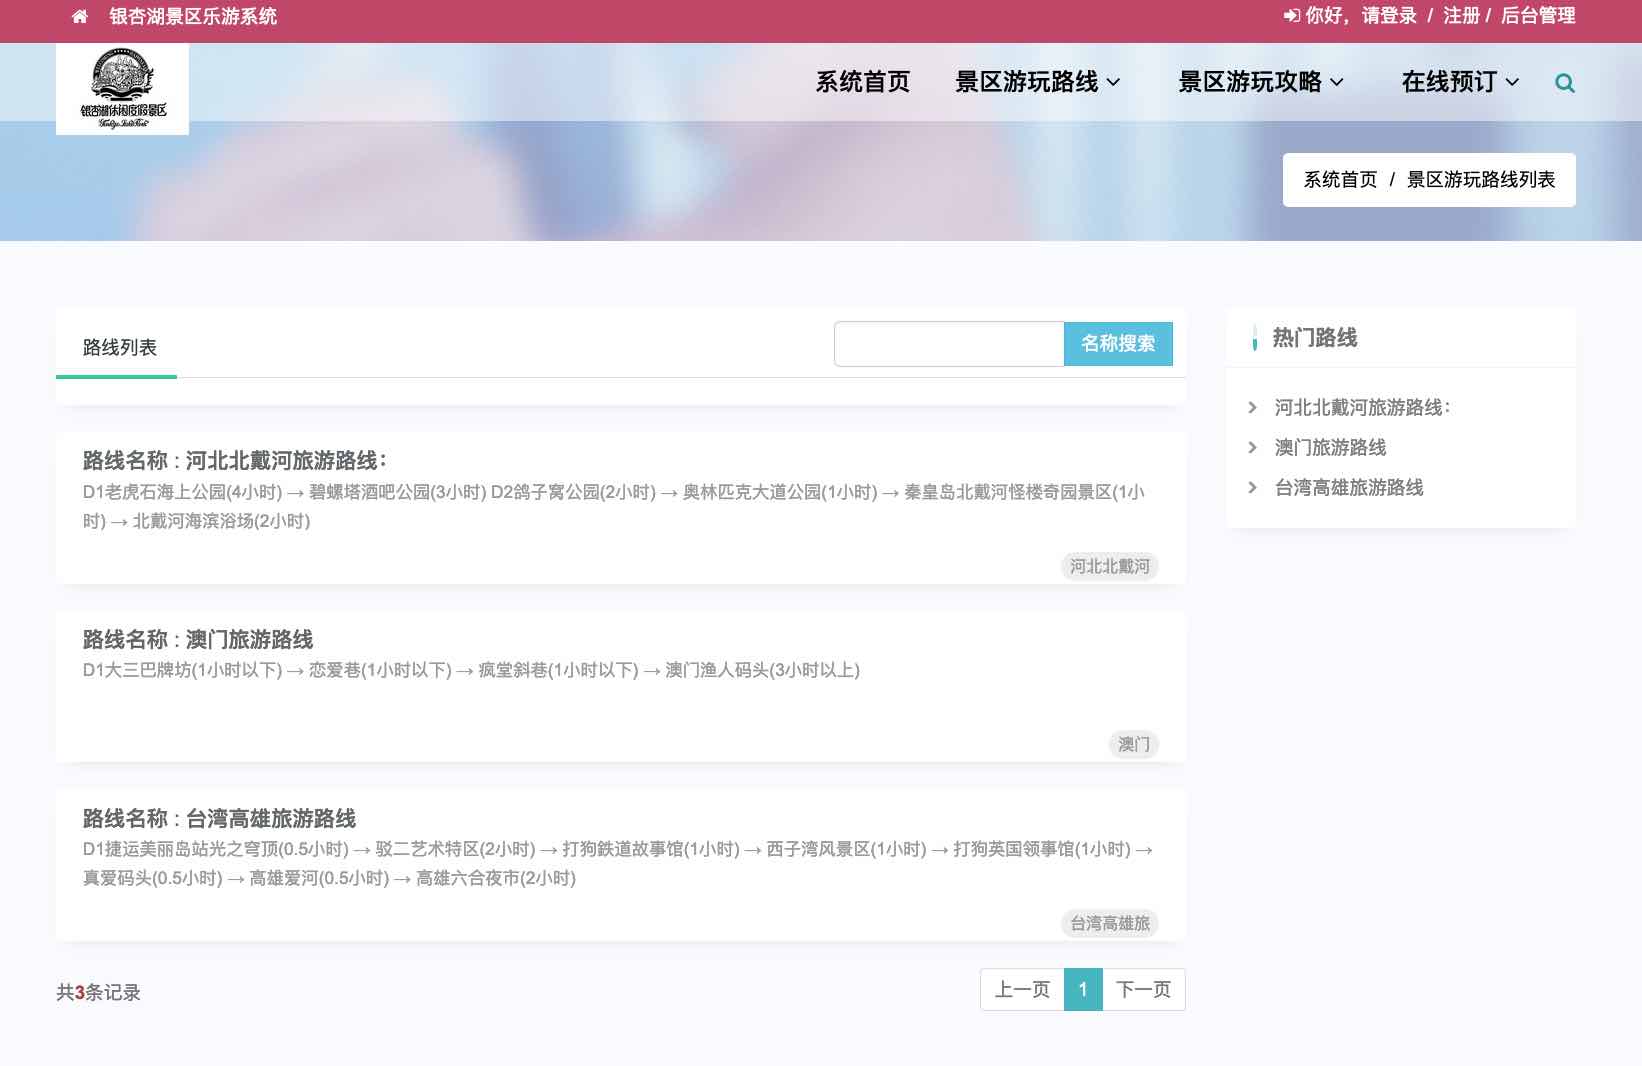 银杏湖景区乐游系统
你好，请登录 / 注册 / 后台管理
银杏湖休闲度假景区
系统首页 景区游玩路线 景区游玩攻略 在线预订
系统首页 / 景区游玩路线列表
路线列表
名称搜索
路线名称 : 河北北戴河旅游路线：
D1老虎石海上公园(4小时) → 碧螺塔酒吧公园(3小时) D2鸽子窝公园(2小时) → 奥林匹克大道公园(1小时) → 秦皇岛北戴河怪楼奇园景区(1小
时) → 北戴河海滨浴场(2小时)
河北北戴河
路线名称 : 澳门旅游路线
D1大三巴牌坊(1小时以下) → 恋爱巷(1小时以下) → 疯堂斜巷(1小时以下) → 澳门渔人码头(3小时以上)
澳门
路线名称 : 台湾高雄旅游路线
D1捷运美丽岛站光之穹顶(0.5小时) → 驳二艺术特区(2小时) → 打狗鉄道故事馆(1小时) → 西子湾风景区(1小时) → 打狗英国领事馆(1小时) →
真爱码头(0.5小时) → 高雄爱河(0.5小时) → 高雄六合夜市(2小时)
台湾高雄旅
共3条记录
上一页 1 下一页
热门路线
河北北戴河旅游路线：
澳门旅游路线
台湾高雄旅游路线